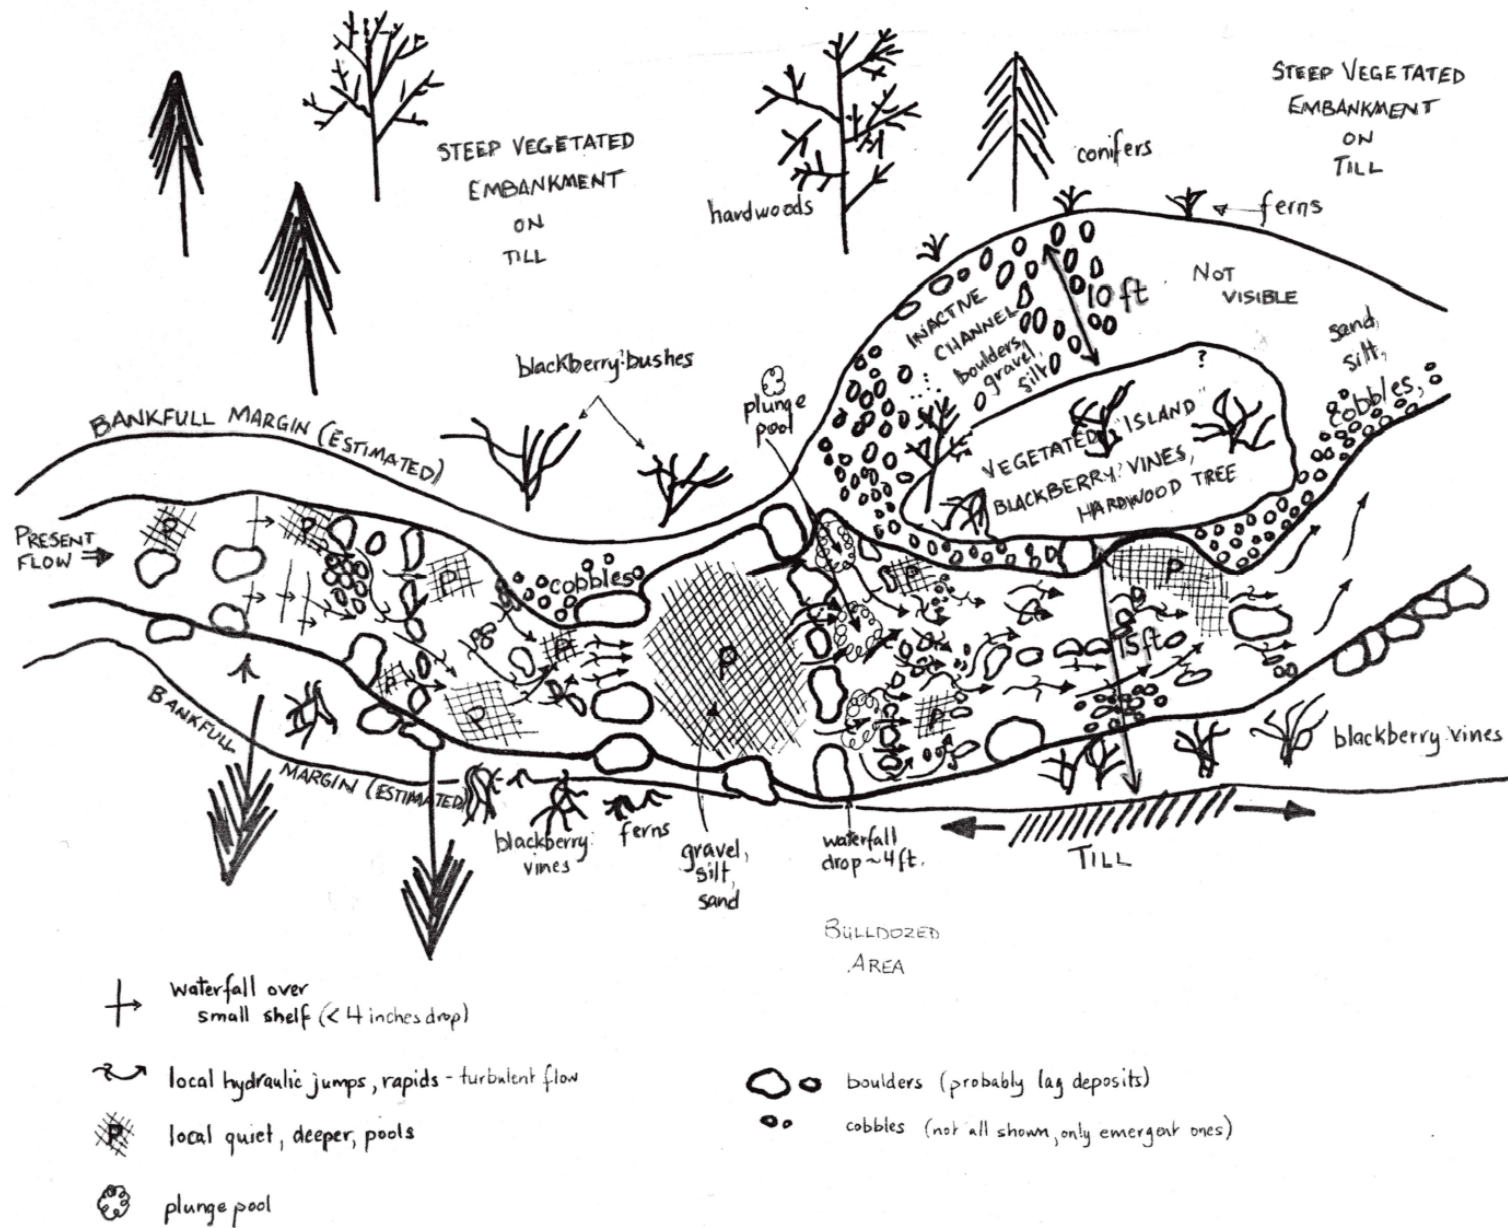 STEEP VEGETATED
EMBANKMENT
ON
TILL
hardwoods
conifers
STEEP VEGETATED
EMBANKMENT
ON
TILL
ferns
NOT
VISIBLE
10 ft
INACTIVE
CHANNEL
boulders,
gravel,
silt
sand,
silt,
cobbles,
?
VEGETATED "ISLAND"
BLACKBERRY? VINES,
HARDWOOD TREE
blackberry? bushes
plunge
pool
BANKFULL MARGIN (ESTIMATED)
PRESENT
FLOW
P
P
P
cobbles
P
P
P
P
P
P
P
15ft
BANKFULL
MARGIN (ESTIMATED)
blackberry
vines
ferns
gravel,
silt,
sand
waterfall
drop ~4ft.
TILL
blackberry vines
BULLDOZED
AREA
waterfall over
small shelf (< 4 inches drop)
local hydraulic jumps, rapids - turbulent flow
P local quiet, deeper, pools
plunge pool
boulders (probably lag deposits)
cobbles (not all shown, only emergent ones)